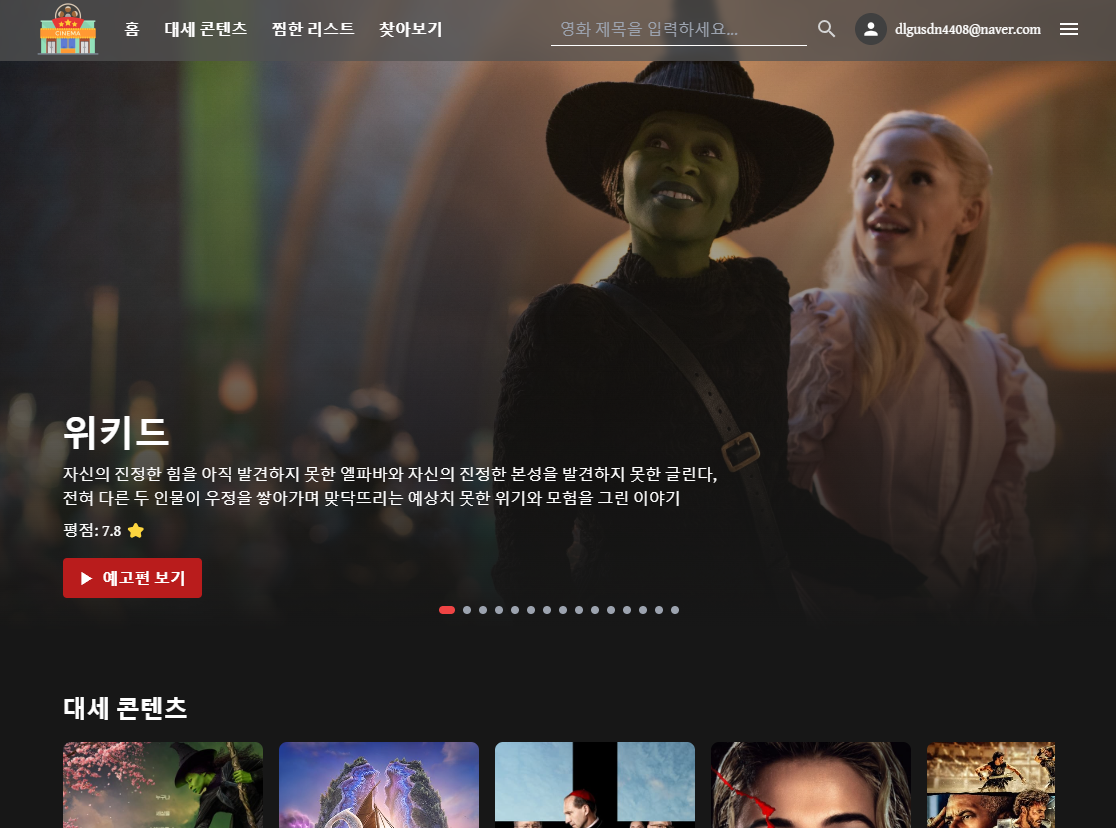 CINEMA
홈 대세 콘텐츠 찜한 리스트 찾아보기 영화 제목을 입력하세요... dlgusdn4408@naver.com
위키드
자신의 진정한 힘을 아직 발견하지 못한 엘파바와 자신의 진정한 본성을 발견하지 못한 글린다,
전혀 다른 두 인물이 우정을 쌓아가며 맞닥뜨리는 예상치 못한 위기와 모험을 그린 이야기
평점: 7.8
예고편 보기
대세 콘텐츠